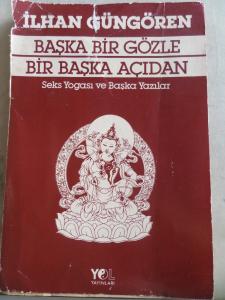 İLHAN GÜNGÖREN
BAŞKA BİR GÖZLE
BİR BAŞKA AÇIDAN
Seks Yogası ve Başka Yazılar
YOL
YAYINLARI